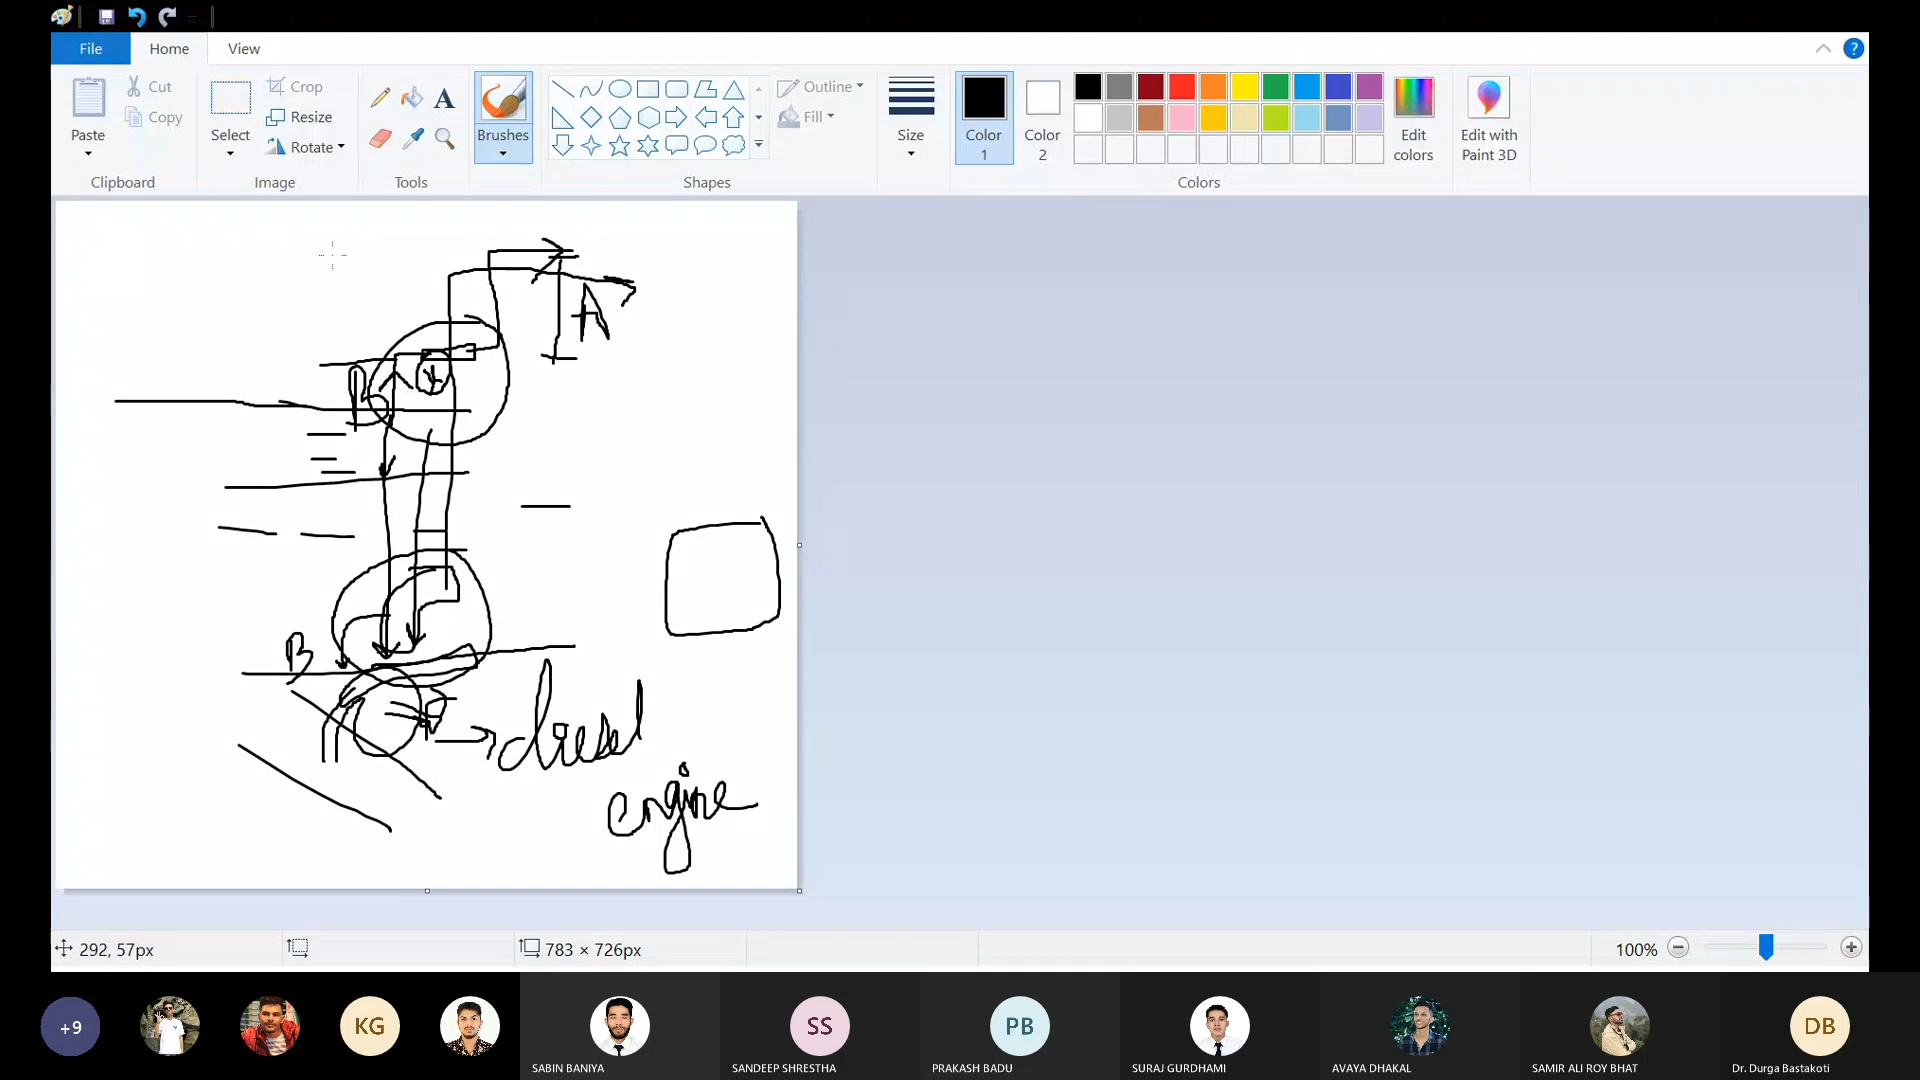 File Home View
Paste Cut Copy Clipboard
Select Crop Resize Rotate Image
A Tools
Brushes
Outline Fill Shapes
Size
Color 1 Color 2 Edit colors Colors
Edit with Paint 3D
?
A
B
diesel
engine
292, 57px 783 × 726px 100%
+9 KG SS PB DB
SABIN BANIYA SANDEEP SHRESTHA PRAKASH BADU SURAJ GURDHAMI AVAYA DHAKAL SAMIR ALI ROY BHAT Dr. Durga Bastakoti